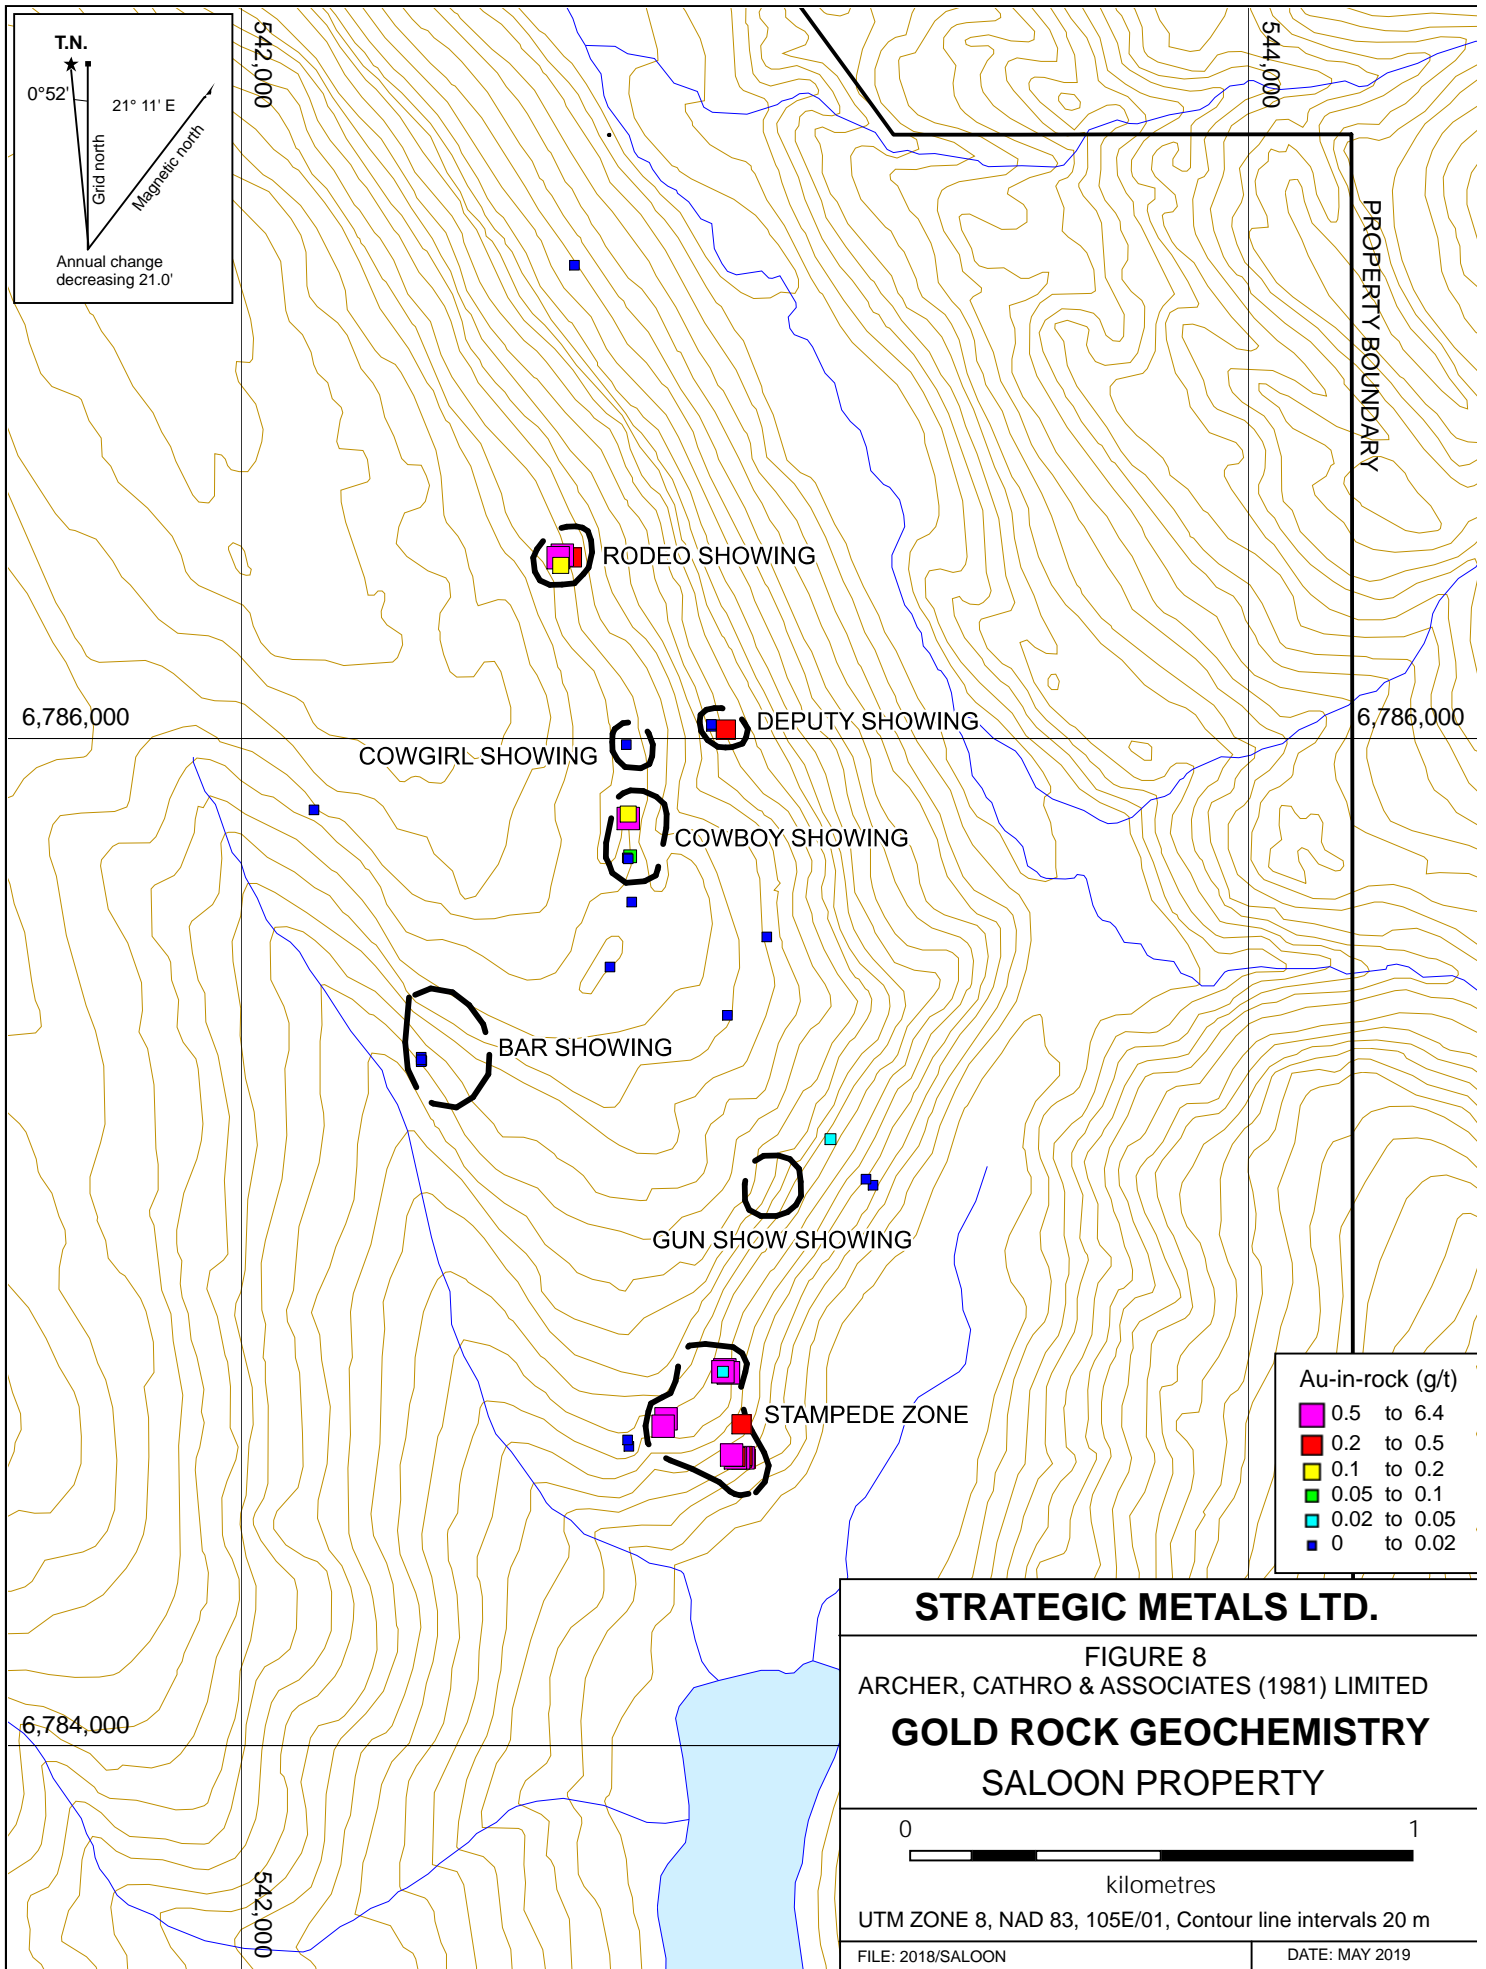 T.N.
0°52'
21° 11' E
Grid north
Magnetic north
Annual change
decreasing 21.0'
542,000
544,000
PROPERTY BOUNDARY
RODEO SHOWING
6,786,000
6,786,000
DEPUTY SHOWING
COWGIRL SHOWING
COWBOY SHOWING
BAR SHOWING
GUN SHOW SHOWING
STAMPEDE ZONE
Au-in-rock (g/t)
0.5 to 6.4
0.2 to 0.5
0.1 to 0.2
0.05 to 0.1
0.02 to 0.05
0 to 0.02
6,784,000
542,000
STRATEGIC METALS LTD.
FIGURE 8
ARCHER, CATHRO & ASSOCIATES (1981) LIMITED
GOLD ROCK GEOCHEMISTRY
SALOON PROPERTY
0 1
kilometres
UTM ZONE 8, NAD 83, 105E/01, Contour line intervals 20 m
FILE: 2018/SALOON
DATE: MAY 2019